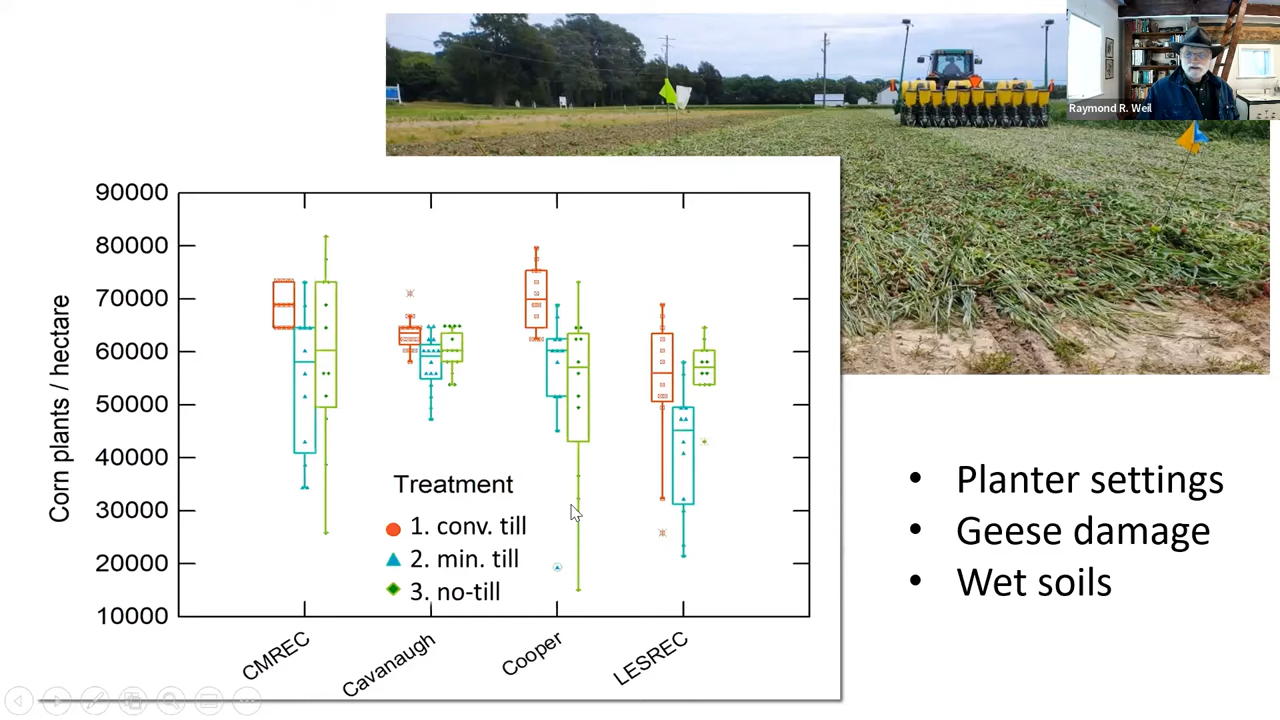 Raymond R. Weil
Corn plants / hectare
90000
80000
70000
60000
50000
40000
30000
20000
10000
Treatment
1. conv. till
2. min. till
3. no-till
CMREC
Cavanaugh
Cooper
LESREC
• Planter settings
• Geese damage
• Wet soils